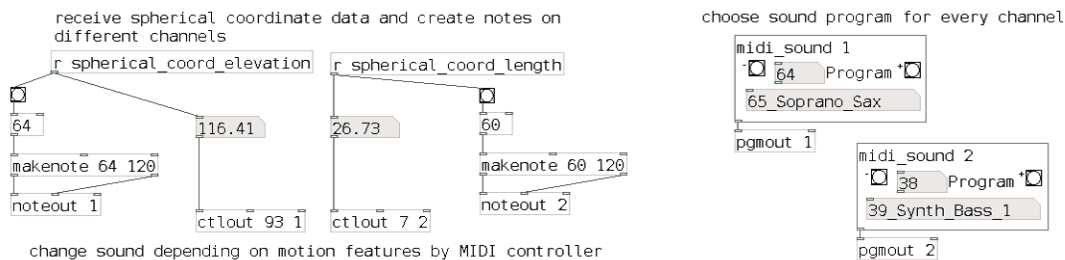 receive spherical coordinate data and create notes on
different channels
r spherical_coord_elevation
r spherical_coord_length
64
116.41
26.73
60
makenote 64 120
makenote 60 120
noteout 1
ctlout 93 1
ctlout 7 2
noteout 2
change sound depending on motion features by MIDI controller
choose sound program for every channel
midi_sound 1
- 64 Program +
65_Soprano_Sax
pgmout 1
midi_sound 2
- 38 Program +
39_Synth_Bass_1
pgmout 2